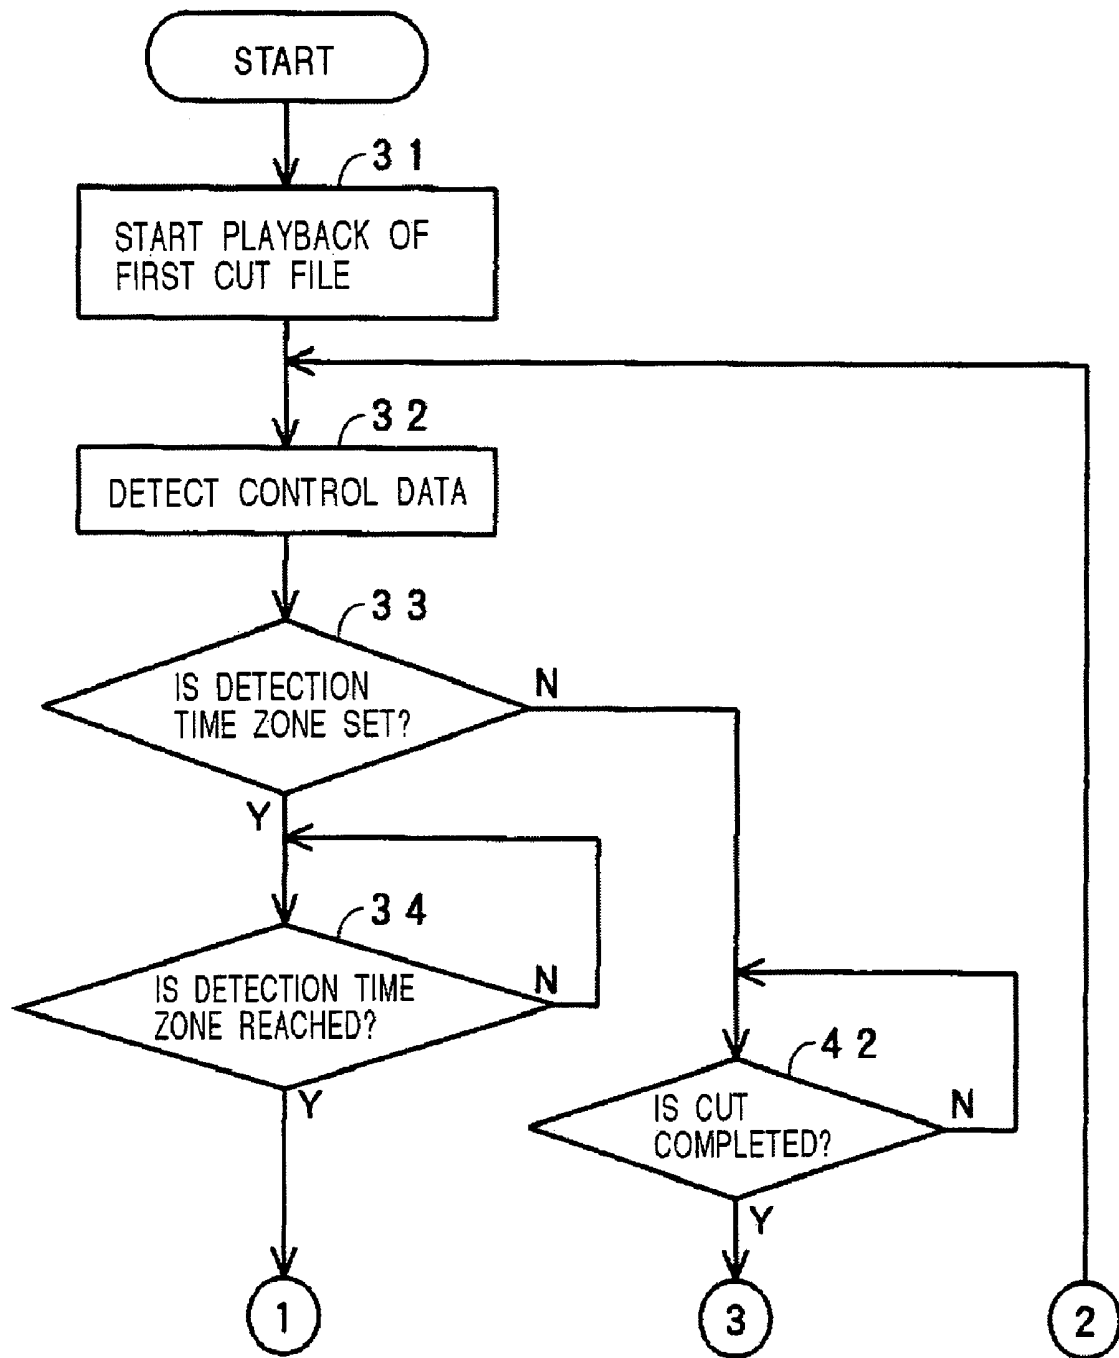 START
31
START PLAYBACK OF
FIRST CUT FILE
32
DETECT CONTROL DATA
33
IS DETECTION
TIME ZONE SET?
N
Y
34
IS DETECTION TIME
ZONE REACHED?
N
Y
42
IS CUT
COMPLETED?
N
Y
1
3
2